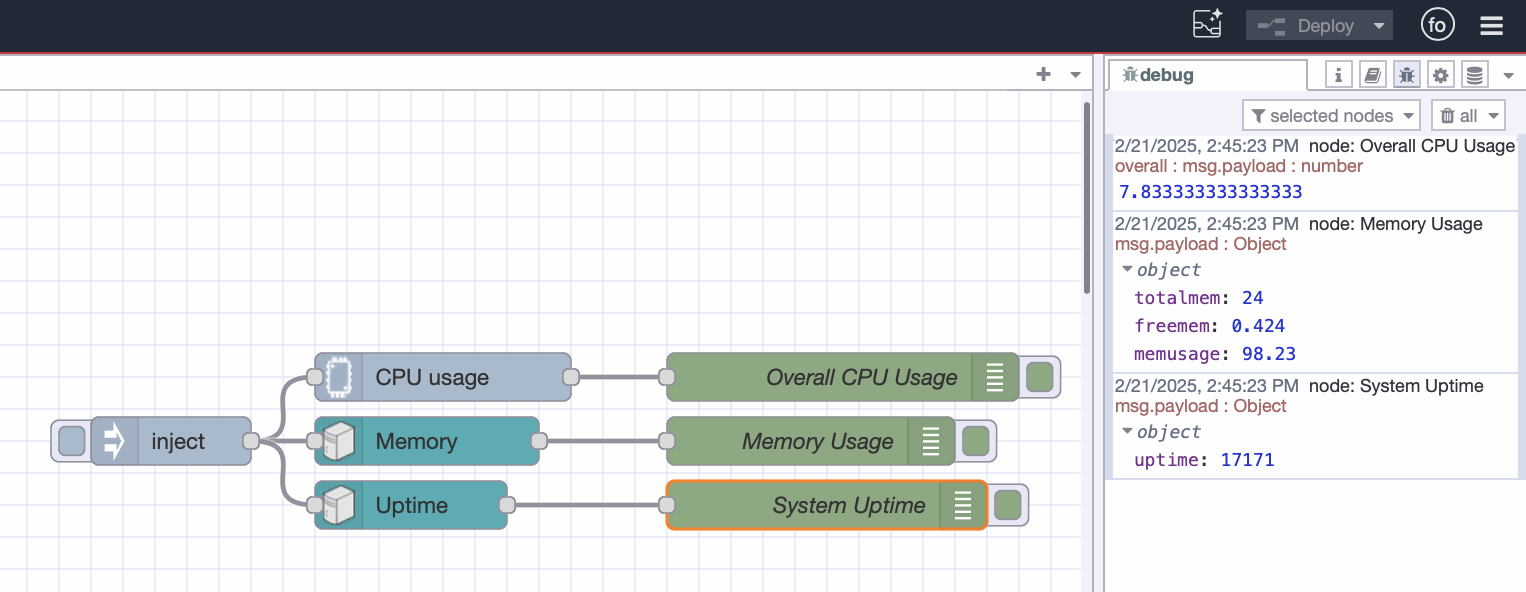 Deploy
fo
debug
selected nodes
all
2/21/2025, 2:45:23 PM node: Overall CPU Usage
overall : msg.payload : number
7.833333333333333
2/21/2025, 2:45:23 PM node: Memory Usage
msg.payload : Object
object
totalmem: 24
freemem: 0.424
memusage: 98.23
2/21/2025, 2:45:23 PM node: System Uptime
msg.payload : Object
object
uptime: 17171
CPU usage
Overall CPU Usage
inject
Memory
Memory Usage
Uptime
System Uptime